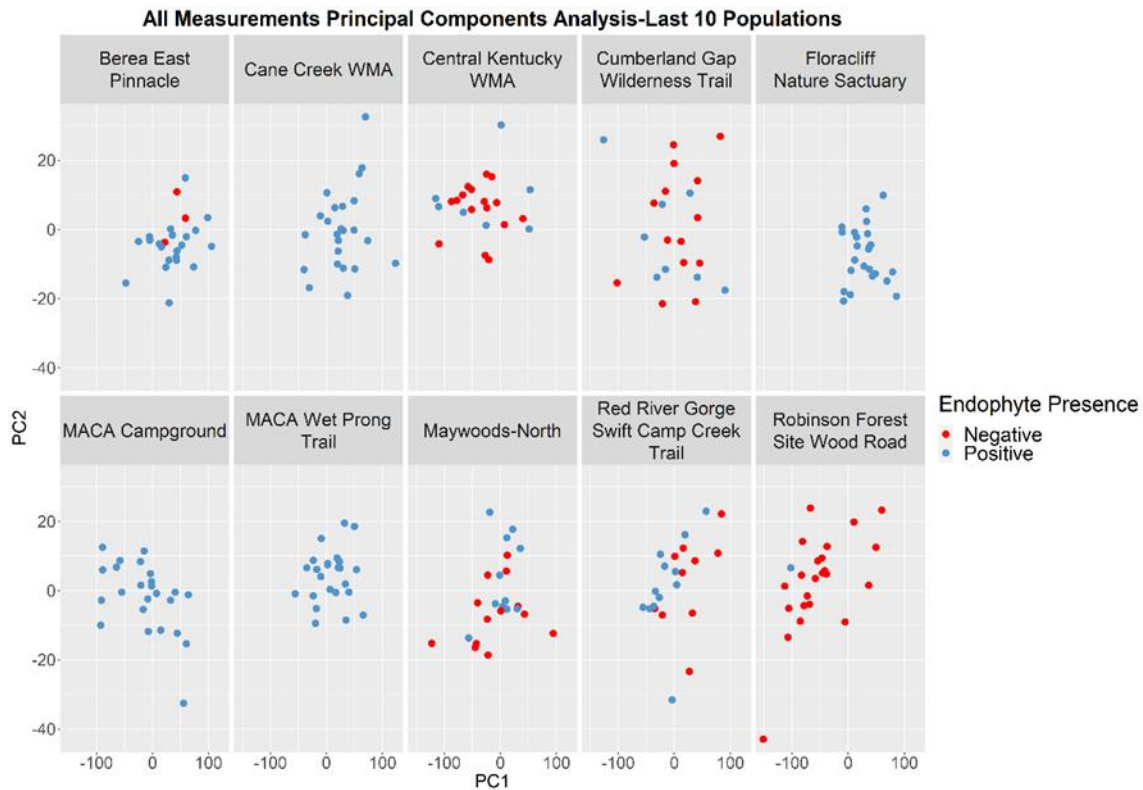 All Measurements Principal Components Analysis-Last 10 Populations
Berea East
Pinnacle
Cane Creek WMA
Central Kentucky
WMA
Cumberland Gap
Wilderness Trail
Floracliff
Nature Sactuary
20
0
-20
-40
PC2
MACA Campground
MACA Wet Prong
Trail
Maywoods-North
Red River Gorge
Swift Camp Creek
Trail
Robinson Forest
Site Wood Road
20
0
-20
-40
-100 0 100 -100 0 100 -100 0 100 -100 0 100 -100 0 100
PC1
Endophyte Presence
Negative
Positive